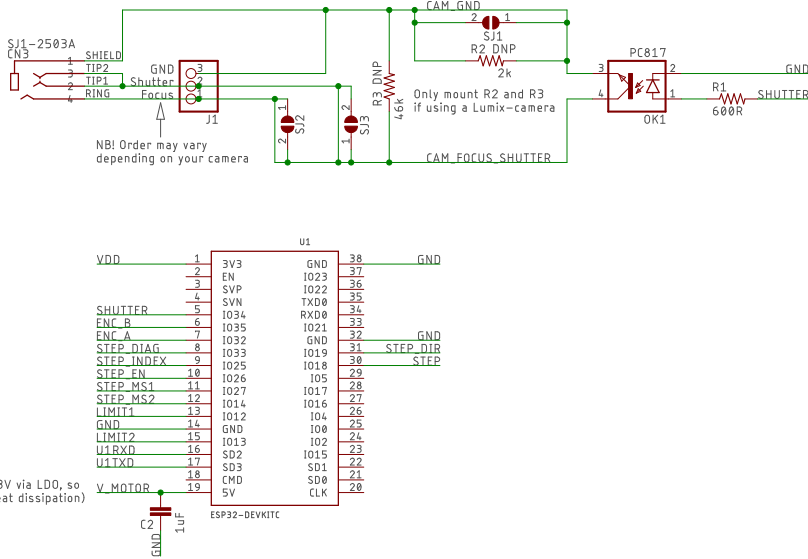 CAM_GND
2 1
SJ1
R2 DNP
2k
SJ1-2503A
CN3
1 SHIELD
3 TIP2
2 TIP1
4 RING
GND 3
Shutter 2
Focus 1
J1
NB! Order may vary
depending on your camera
1
2
SJ2
2
1
SJ3
R3 DNP
46k
Only mount R2 and R3
if using a Lumix-camera
CAM_FOCUS_SHUTTER
PC817
3 2 GND
4 1
OK1
R1
600R
SHUTTER
U1
VDD 1 3V3 GND 38 GND
2 EN IO23 37
3 SVP IO22 36
4 SVN TXD0 35
SHUTTER 5 IO34 RXD0 34
ENC_B 6 IO35 IO21 33
ENC_A 7 IO32 GND 32 GND
STEP_DIAG 8 IO33 IO19 31 STEP_DIR
STEP_INDEX 9 IO25 IO18 30 STEP
STEP_EN 10 IO26 IO5 29
STEP_MS1 11 IO27 IO17 28
STEP_MS2 12 IO14 IO16 27
LIMIT1 13 IO12 IO4 26
GND 14 GND IO0 25
LIMIT2 15 IO13 IO2 24
U1RXD 16 SD2 IO15 23
U1TXD 17 SD3 SD1 22
18 CMD SD0 21
V_MOTOR 19 5V CLK 20
ESP32-DEVKITC
3V via LDO, so
eat dissipation)
C2
1uF
GND